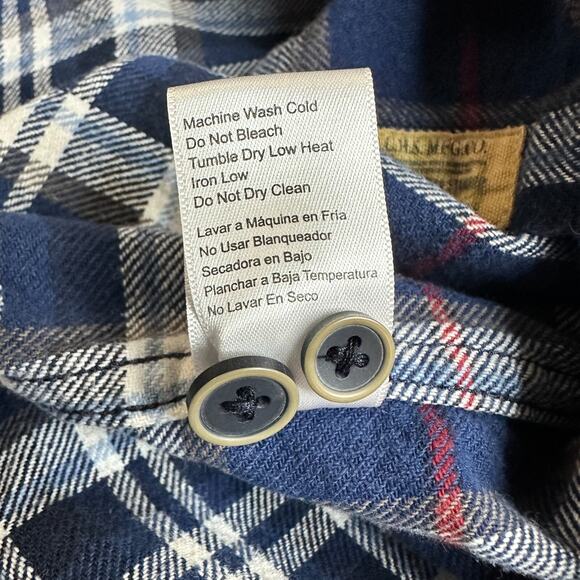 Machine Wash Cold
Do Not Bleach
Tumble Dry Low Heat
Iron Low
Do Not Dry Clean
Lavar a Máquina en Fria
No Usar Blanqueador
Secadora en Bajo
Planchar a Baja Temperatura
No Lavar En Seco